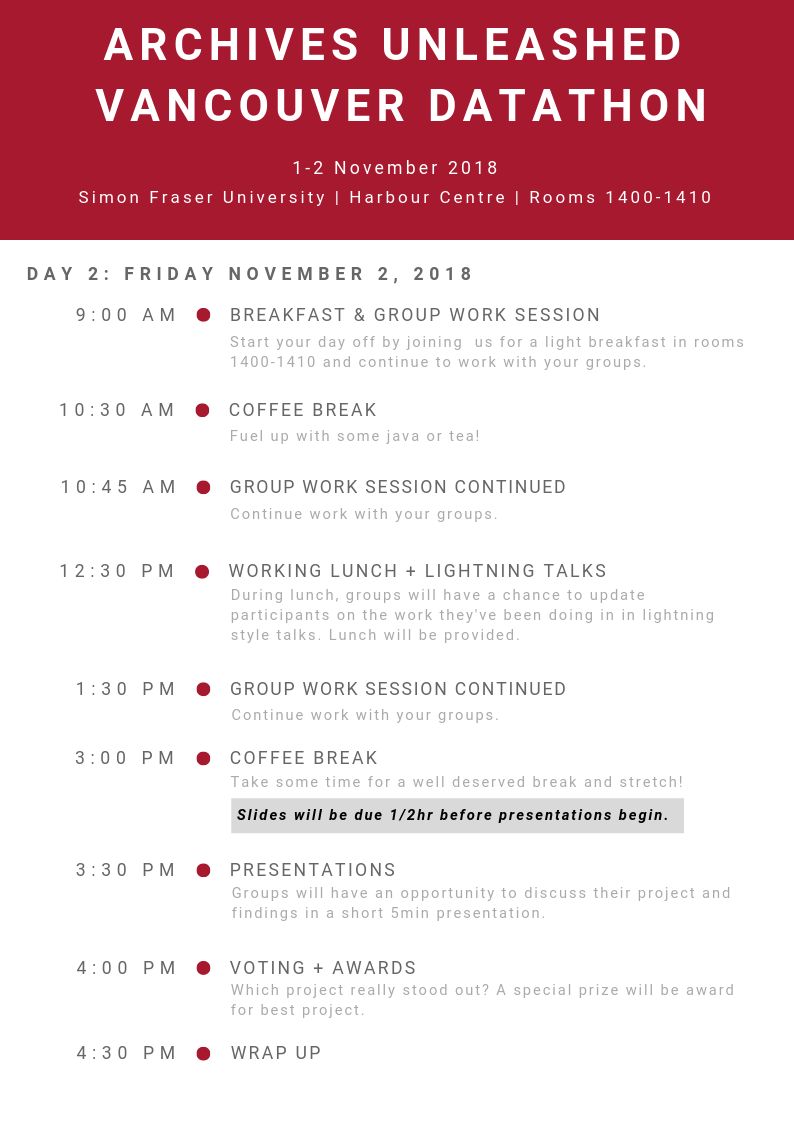 ARCHIVES UNLEASHED
VANCOUVER DATATHON
1-2 November 2018
Simon Fraser University | Harbour Centre | Rooms 1400-1410
DAY 2: FRIDAY NOVEMBER 2, 2018
9:00 AM BREAKFAST & GROUP WORK SESSION
Start your day off by joining us for a light breakfast in rooms
1400-1410 and continue to work with your groups.
10:30 AM COFFEE BREAK
Fuel up with some java or tea!
10:45 AM GROUP WORK SESSION CONTINUED
Continue work with your groups.
12:30 PM WORKING LUNCH + LIGHTNING TALKS
During lunch, groups will have a chance to update
participants on the work they've been doing in in lightning
style talks. Lunch will be provided.
1:30 PM GROUP WORK SESSION CONTINUED
Continue work with your groups.
3:00 PM COFFEE BREAK
Take some time for a well deserved break and stretch!
Slides will be due 1/2hr before presentations begin.
3:30 PM PRESENTATIONS
Groups will have an opportunity to discuss their project and
findings in a short 5min presentation.
4:00 PM VOTING + AWARDS
Which project really stood out? A special prize will be award
for best project.
4:30 PM WRAP UP